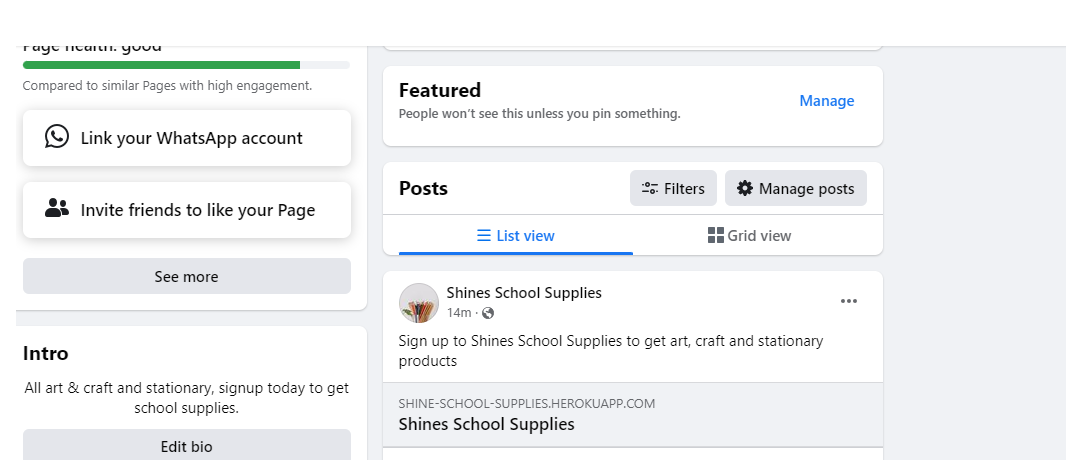 Page health: good
Compared to similar Pages with high engagement.
Link your WhatsApp account
Invite friends to like your Page
See more
Intro
All art & craft and stationary, signup today to get
school supplies.
Edit bio
Featured
People won't see this unless you pin something.
Manage
Posts
Filters
Manage posts
List view
Grid view
Shines School Supplies
14m ·
Sign up to Shines School Supplies to get art, craft and stationary
products
SHINE-SCHOOL-SUPPLIES.HEROKUAPP.COM
Shines School Supplies